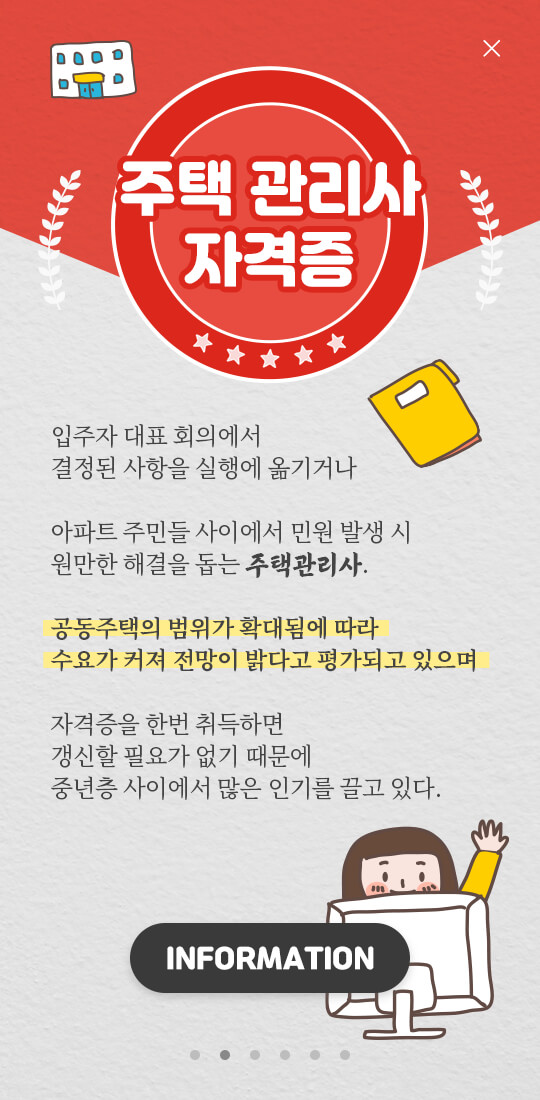 주택 관리사
자격증
입주자 대표 회의에서
결정된 사항을 실행에 옮기거나
아파트 주민들 사이에서 민원 발생 시
원만한 해결을 돕는 주택관리사.
공동주택의 범위가 확대됨에 따라
수요가 커져 전망이 밝다고 평가되고 있으며
자격증을 한번 취득하면
갱신할 필요가 없기 때문에
중년층 사이에서 많은 인기를 끌고 있다.
INFORMATION